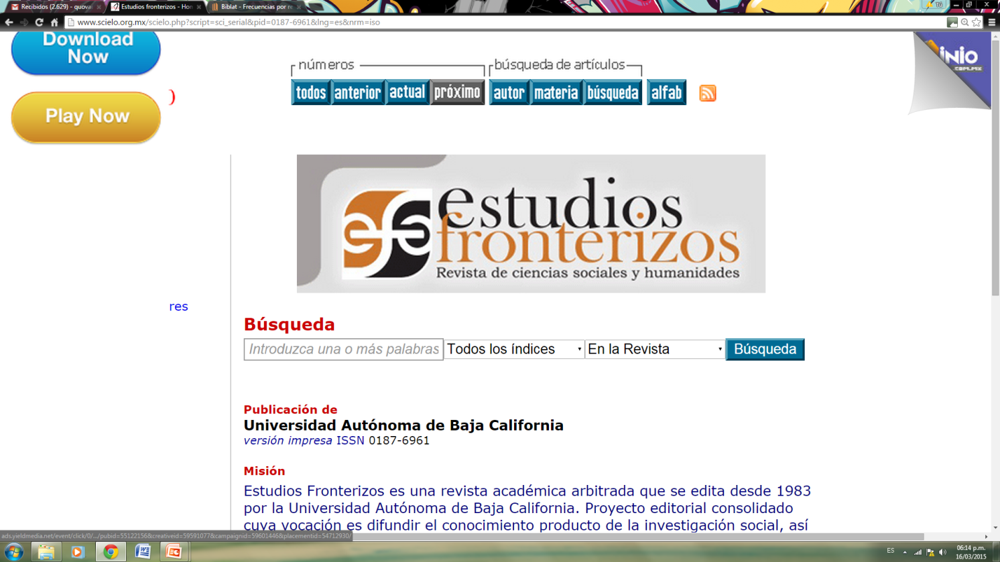 Recibidos (2.629) - quova
Estudios fronterizos - Hon
Biblat - Frecuencias por re
Tú
www.scielo.org.mx/scielo.php?script=sci_serial&pid=0187-6961&lng=es&nrm=iso
Download
Now
Play Now
)
números
búsqueda de artículos
todos anterior actual próximo autor materia búsqueda alfab
inio
.com.mx
estudios
fronterizos
Revista de ciencias sociales y humanidades
res
Búsqueda
Introduzca una o más palabras Todos los índices En la Revista Búsqueda
Publicación de
Universidad Autónoma de Baja California
versión impresa ISSN 0187-6961
Misión
Estudios Fronterizos es una revista académica arbitrada que se edita desde 1983
por la Universidad Autónoma de Baja California. Proyecto editorial consolidado
cuya vocación es difundir el conocimiento producto de la investigación social, así
ads.yieldmedia.net/event/click/0/.../pubid=55122156&creativeid=59591077&campaignid=59601446&placementid=54712930/
ES
06:14 p.m.
16/03/2015